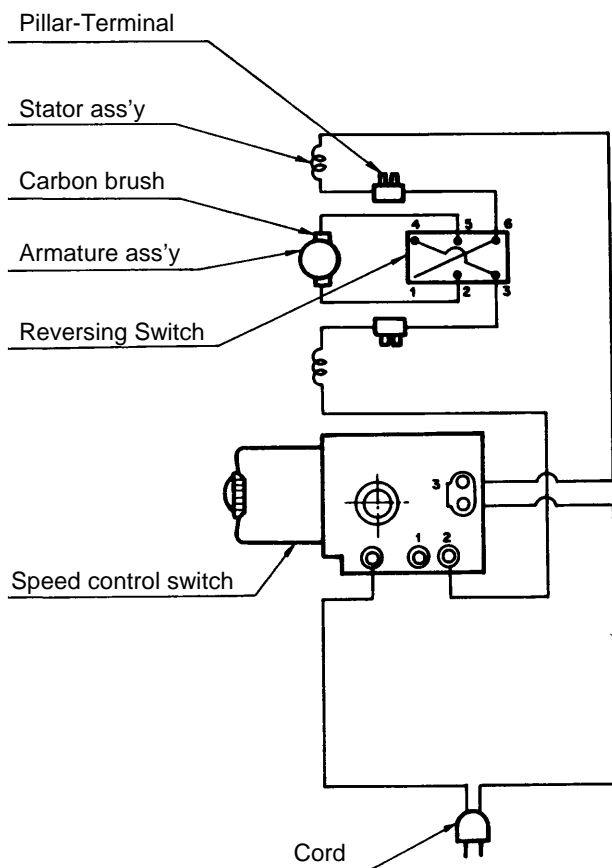 Pillar-Terminal
Stator ass'y
Carbon brush
Armature ass'y
4 5 6
1 2 3
Reversing Switch
3
1 2
Speed control switch
Cord